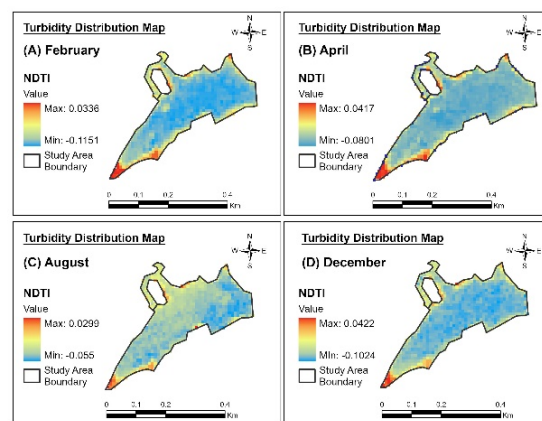 Turbidity Distribution Map
(A) February
N
W E
S
NDTI
Value
Max: 0.0336
Min: -0.1151
Study Area
Boundary
0 0.1 0.2 0.4
Km
Turbidity Distribution Map
(B) April
N
W E
S
NDTI
Value
Max: 0.0417
Min: -0.0801
Study Area
Boundary
0 0.1 0.2 0.4
Km
Turbidity Distribution Map
(C) August
N
W E
S
NDTI
Value
Max: 0.0299
Min: -0.055
Study Area
Boundary
0 0.1 0.2 0.4
Km
Turbidity Distribution Map
(D) December
N
W E
S
NDTI
Value
Max: 0.0422
MIn: -0.1024
Study Area
Boundary
0 0.1 0.2 0.4
Km